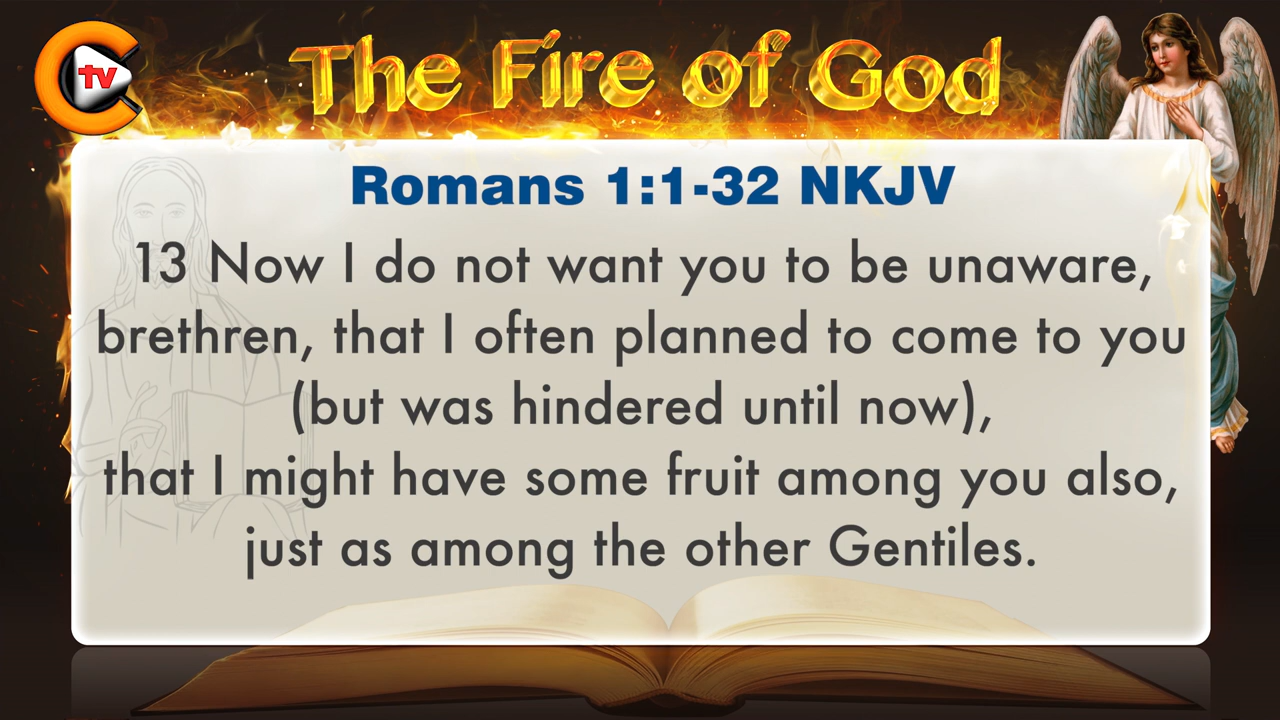 tv
The Fire of God
Romans 1:1-32 NKJV
13 Now I do not want you to be unaware,
brethren, that I often planned to come to you
(but was hindered until now),
that I might have some fruit among you also,
just as among the other Gentiles.